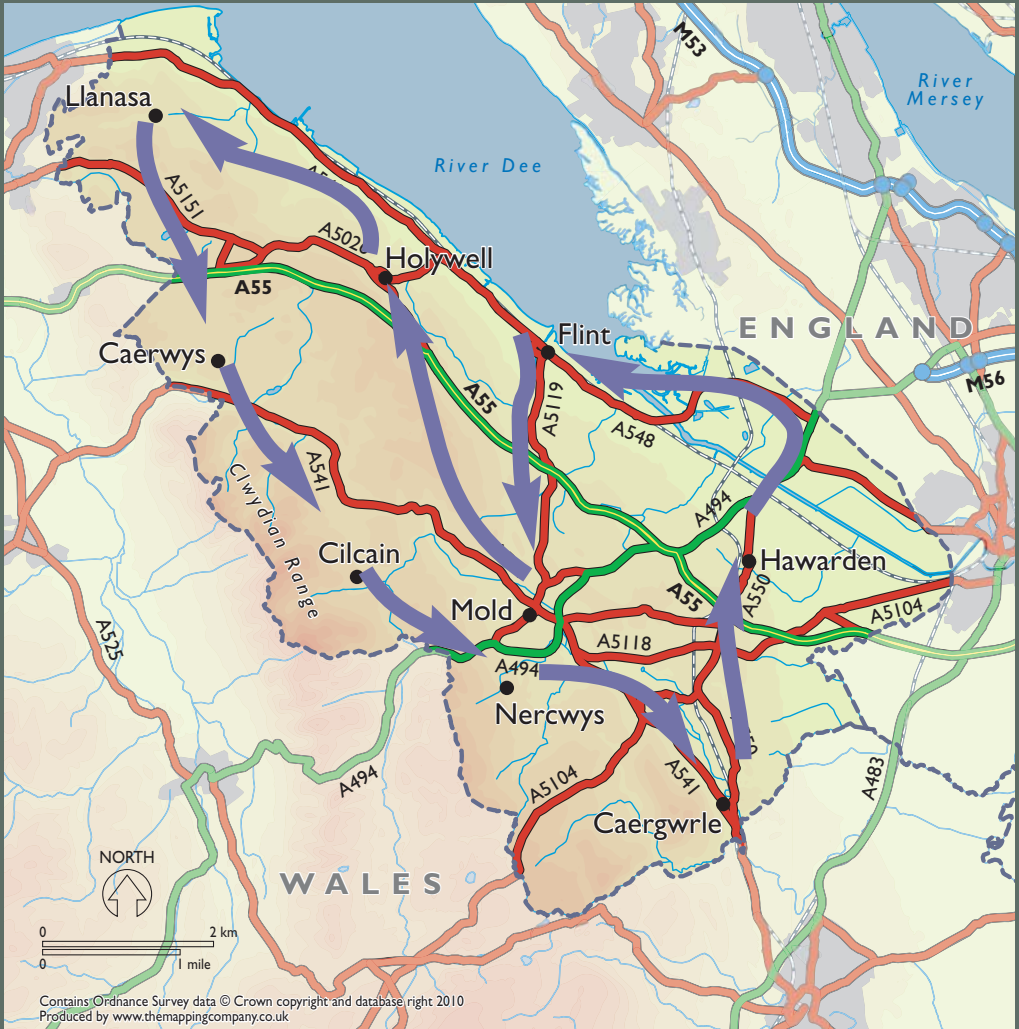 M53
River
Mersey
Llanasa
River Dee
A5151
A502
Holywell
A55
ENGLAND
Flint
Caerwys
M56
A55
A5119
A548
A541
Clwydian Range
A494
Cilcain
Hawarden
A55
A550
Mold
A5104
A5118
A525
A494
Nercwys
A5104
A541
A494
A483
Caergwrle
NORTH
WALES
0 2 km
0 1 mile
Contains Ordnance Survey data © Crown copyright and database right 2010
Produced by www.themappingcompany.co.uk